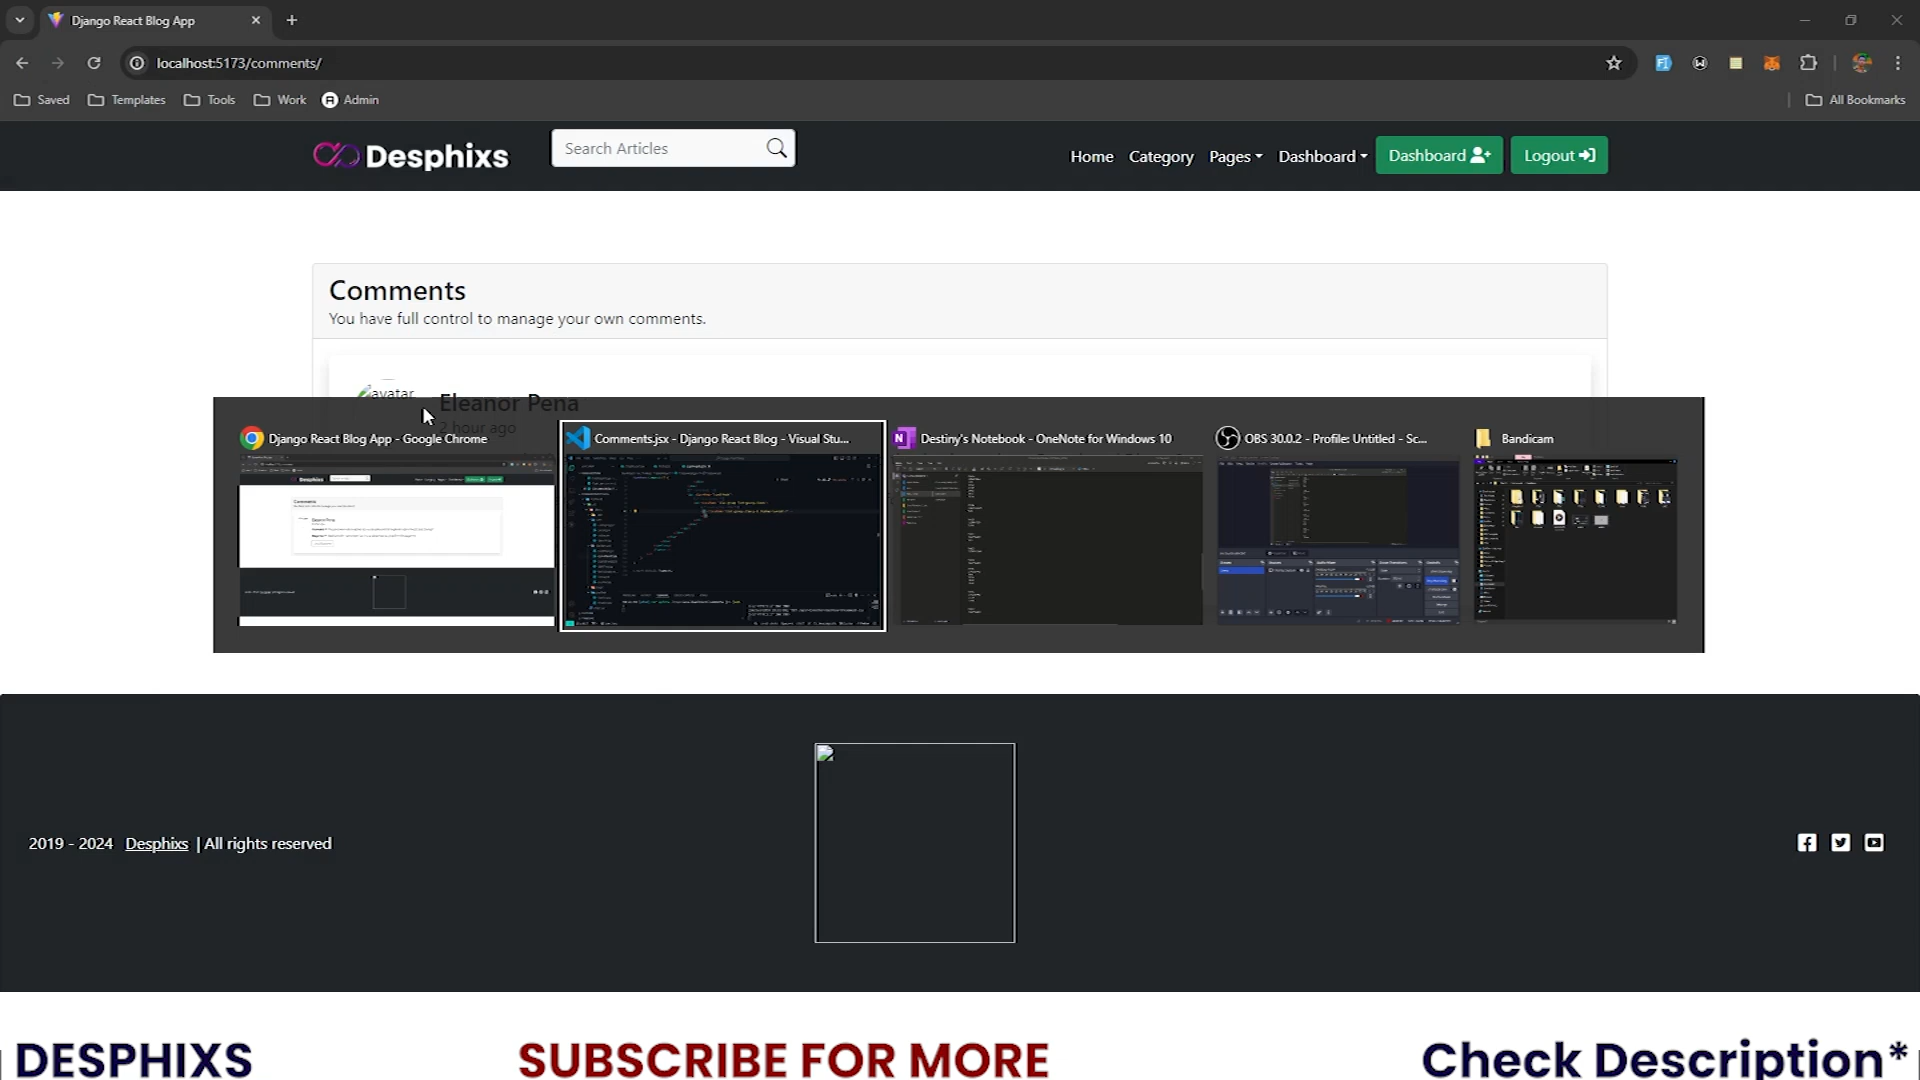 Django React Blog App
localhost:5173/comments/
Saved
Templates
Tools
Work
Admin
All Bookmarks
Desphixs
Search Articles
Home
Category
Pages
Dashboard
Dashboard
Logout
Comments
You have full control to manage your own comments.
avatar
Eleanor Pena
2 hour ago
Django React Blog App - Google Chrome
Comments.jsx - Django React Blog - Visual Stu...
Destiny's Notebook - OneNote for Windows 10
OBS 30.0.2 - Profile: Untitled - Sc...
Bandicam
2019 - 2024 Desphixs | All rights reserved
DESPHIXS
SUBSCRIBE FOR MORE
Check Description*